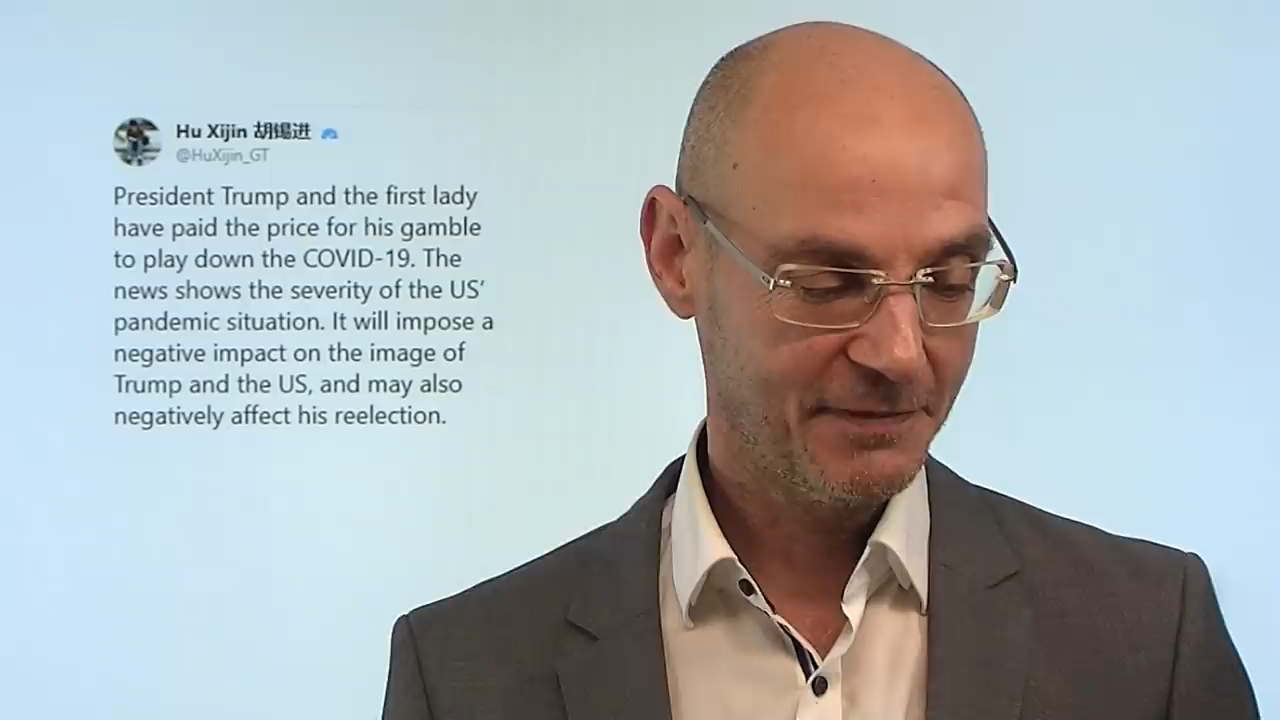 Hu Xijin 胡锡进
@HuXijin_GT
President Trump and the first lady
have paid the price for his gamble
to play down the COVID-19. The
news shows the severity of the US’
pandemic situation. It will impose a
negative impact on the image of
Trump and the US, and may also
negatively affect his reelection.